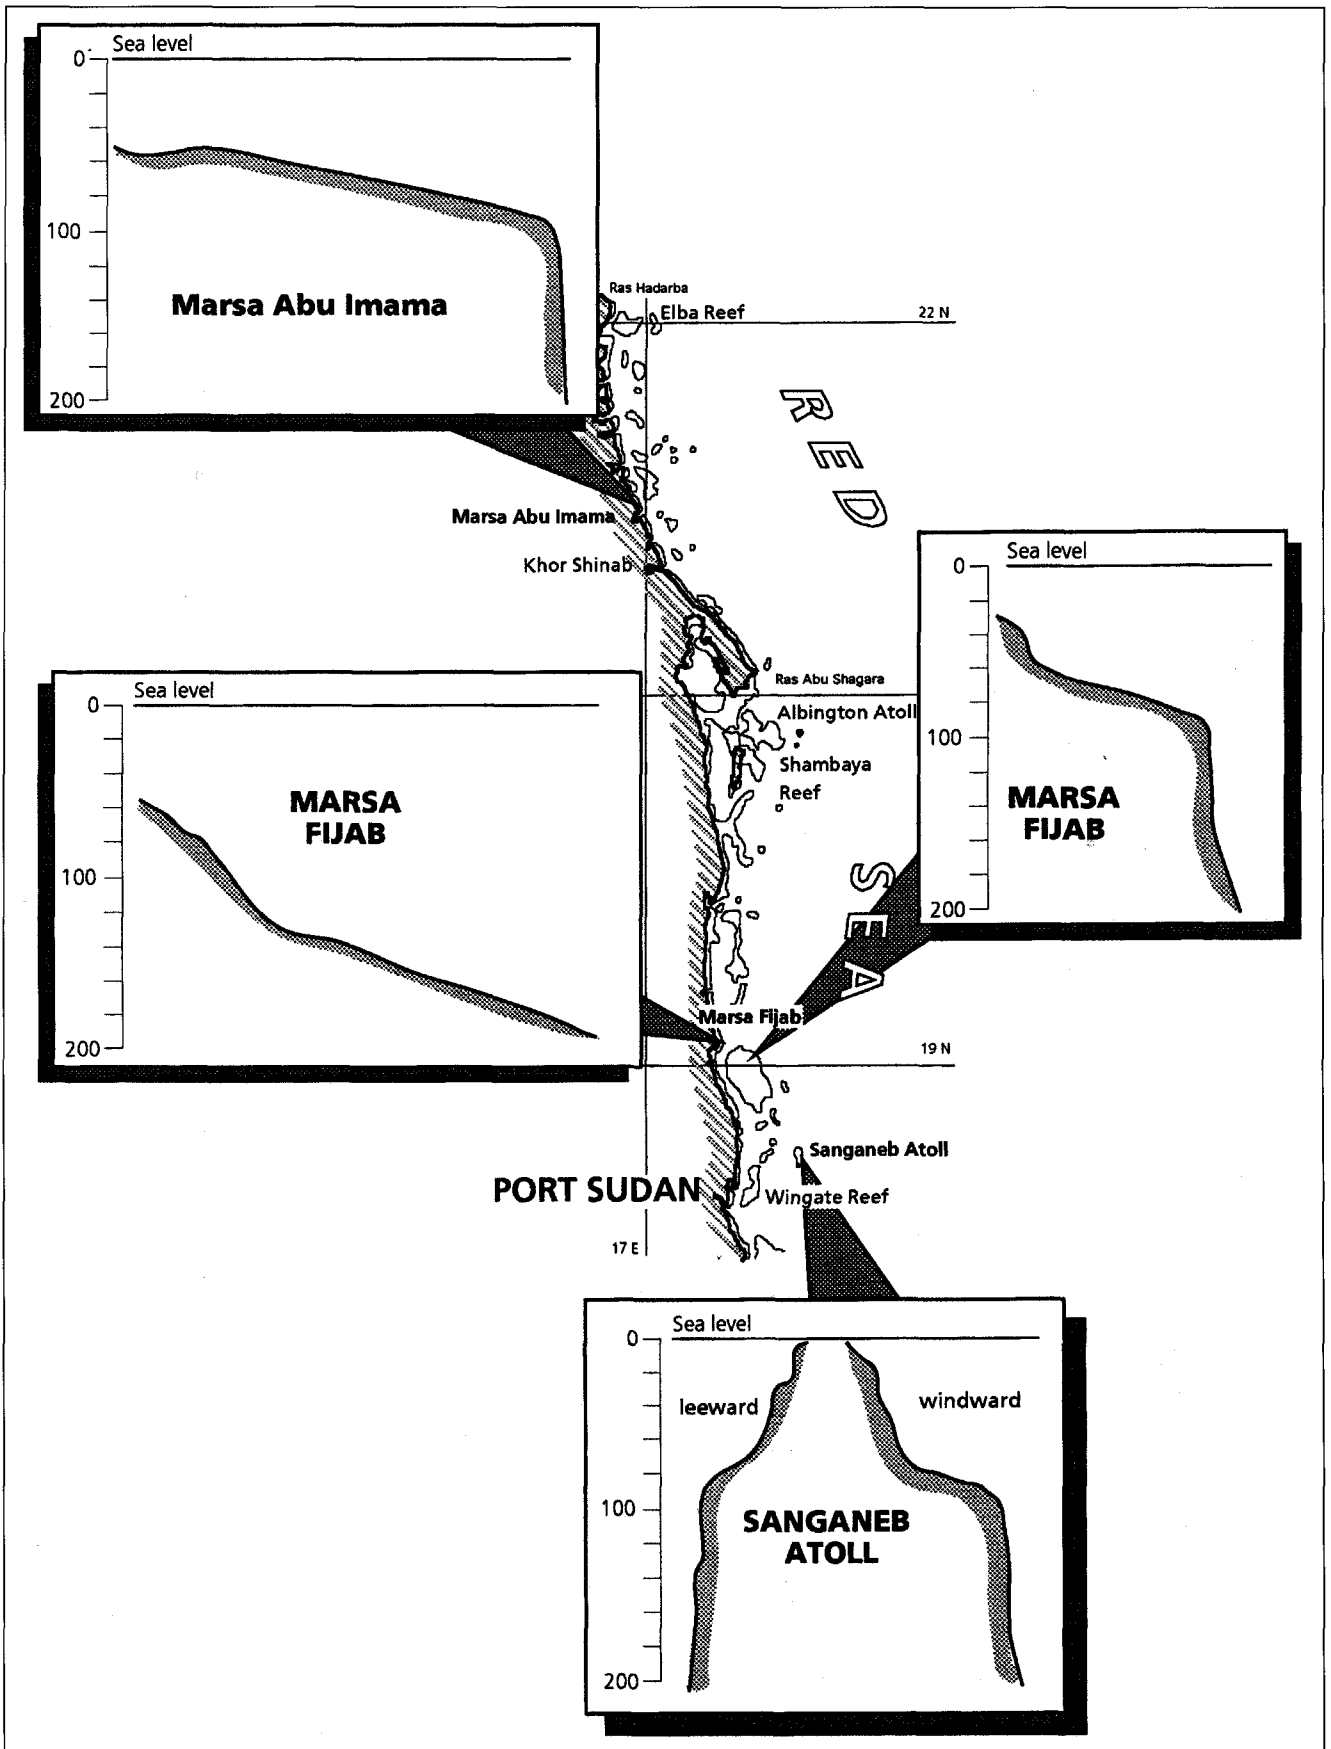 Sea level
0
100
200
Marsa Abu Imama
Ras Hadarba
Elba Reef
22 N
RED
Marsa Abu Imama
Khor Shinab
Sea level
0
100
200
MARSA
FIJAB
Ras Abu Shagara
Albington Atoll
Shambaya
Reef
Sea level
0
100
200
MARSA
FIJAB
SEA
Marsa Fijab
19 N
Sanganeb Atoll
PORT SUDAN
Wingate Reef
17 E
Sea level
0
100
200
leeward
windward
SANGANEB
ATOLL